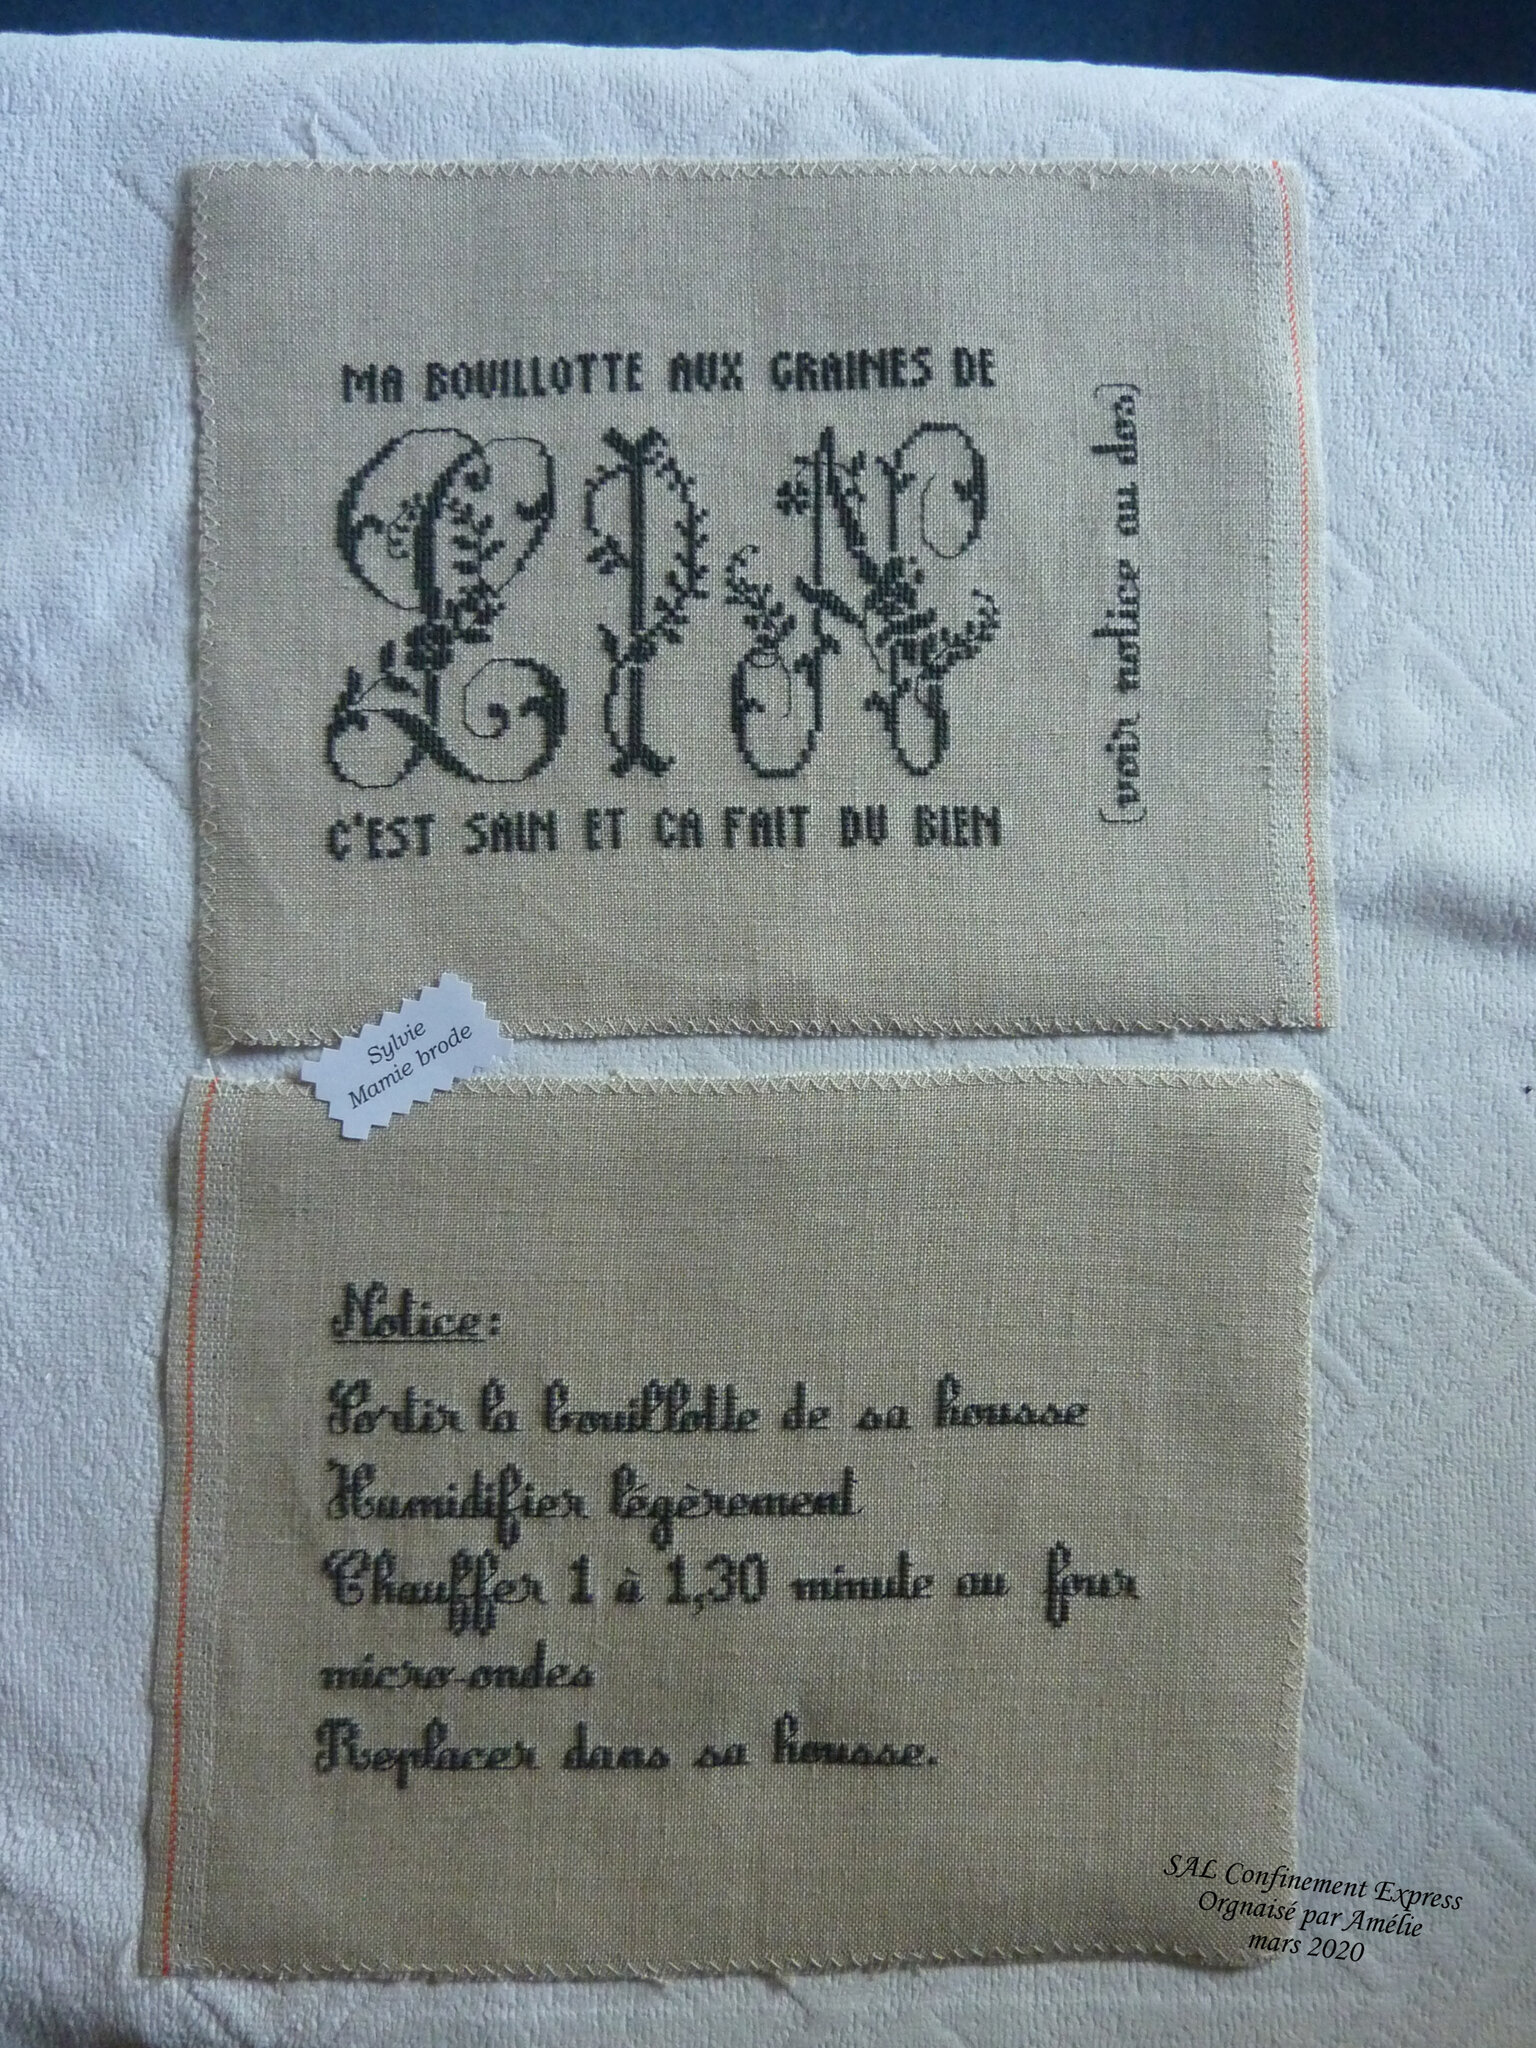 MA BOUILLOTTE AUX GRAINES DE
LIN
C'EST SAIN ET CA FAIT DU BIEN
(voir notice au dos)
Sylvie
Mamie brode
Notice:
Sortir la bouillotte de sa housse
Humidifier légèrement
Chauffer 1 à 1,30 minute au four
micro-ondes
Replacer dans sa housse.
SAL Confinement Express
Orgnaisé par Amélie
mars 2020